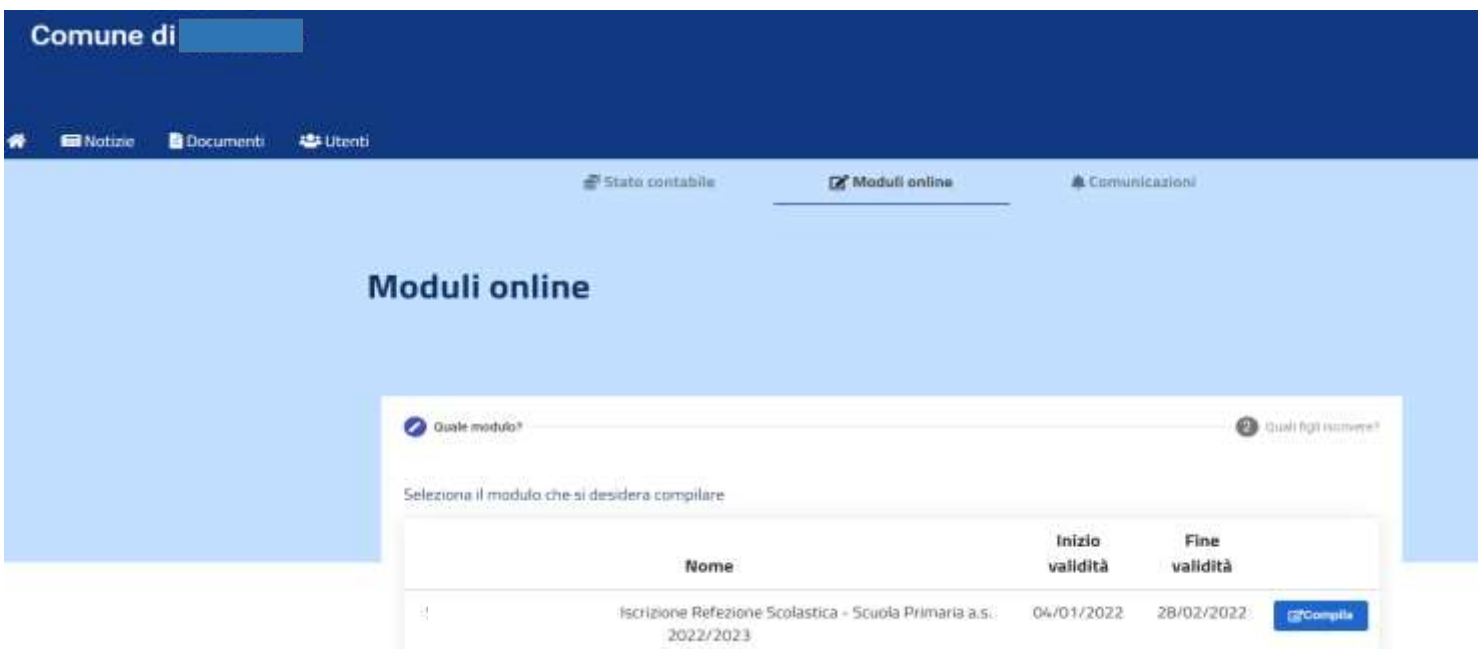 Comune di
Notizie Documenti Utenti
Stato contabile Moduli online Comunicazioni
Moduli online
Quale modulo? 2 Quali figli iscrivere?
Seleziona il modulo che si desidera compilare
Nome Inizio validità Fine validità
Iscrizione Refezione Scolastica - Scuola Primaria a.s. 04/01/2022 28/02/2022 Compila
2022/2023